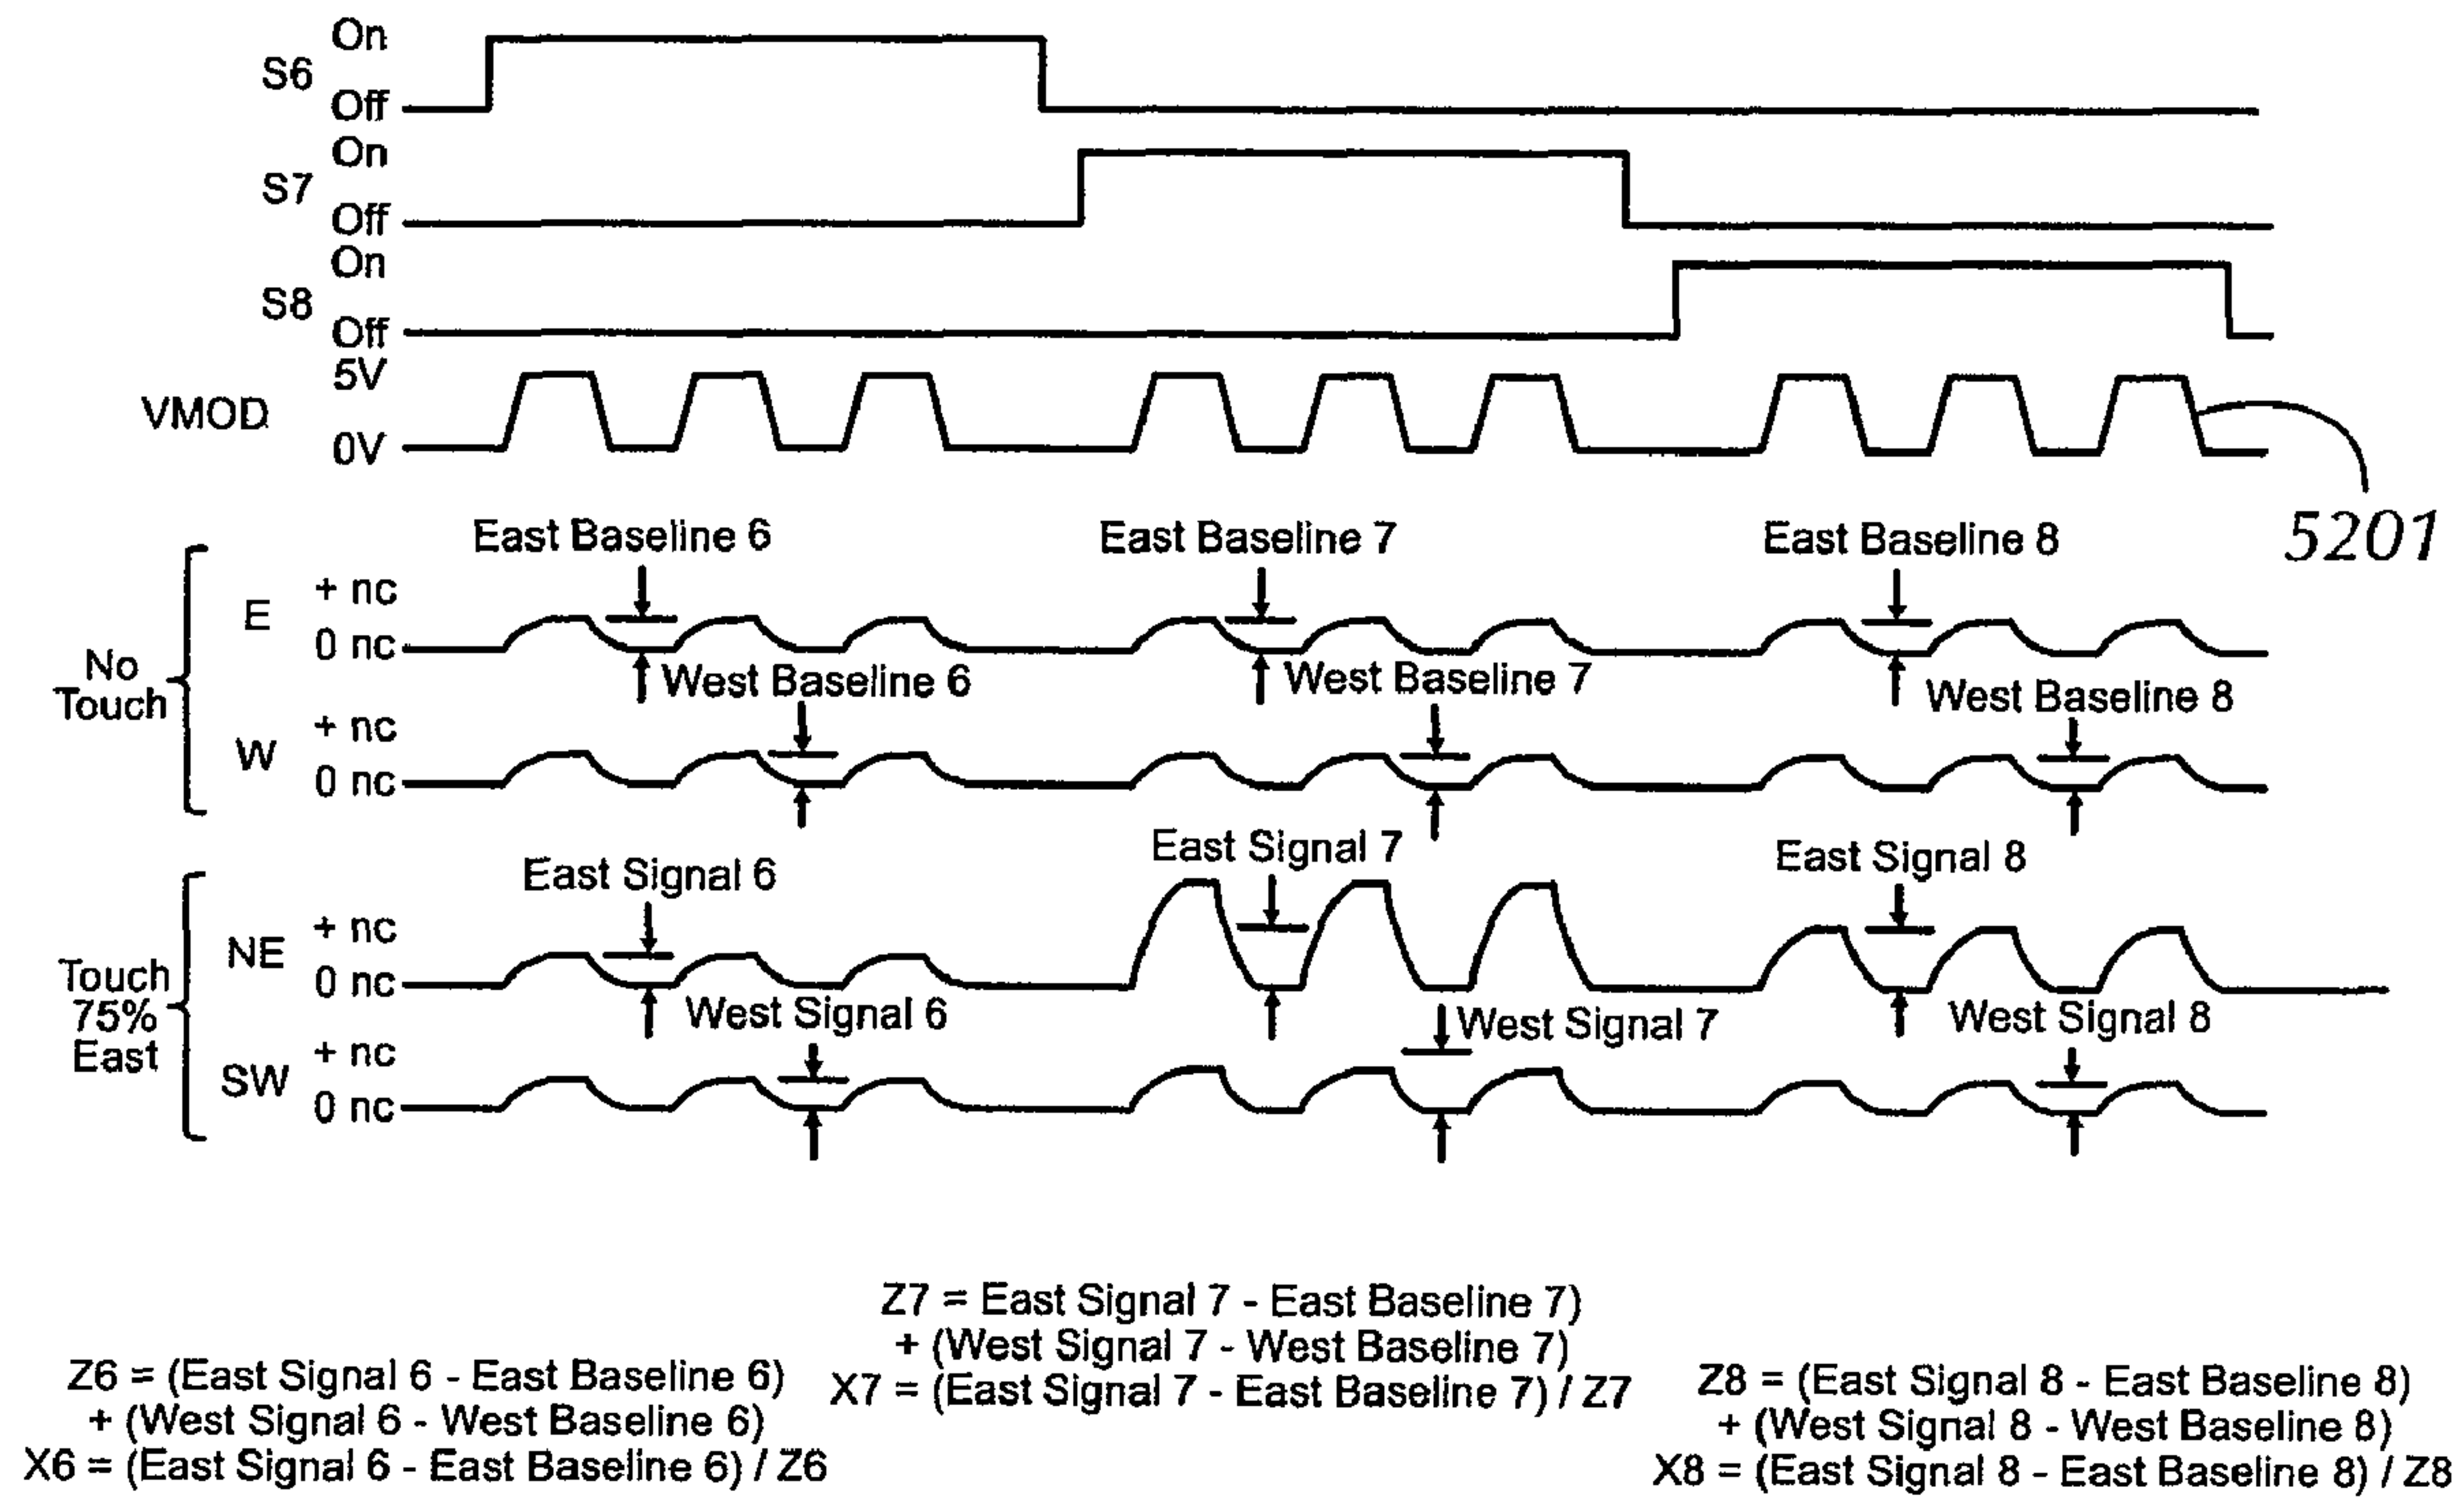 On
S6
Off
On
S7
Off
On
S8
Off
5V
VMOD
0V
5201
East Baseline 6
East Baseline 7
East Baseline 8
No
Touch
E
+ nc
0 nc
West Baseline 6
West Baseline 7
West Baseline 8
W
+ nc
0 nc
East Signal 6
East Signal 7
East Signal 8
Touch
75%
East
NE
+ nc
0 nc
West Signal 6
West Signal 7
West Signal 8
SW
+ nc
0 nc
Z6 = (East Signal 6 - East Baseline 6)
+ (West Signal 6 - West Baseline 6)
X6 = (East Signal 6 - East Baseline 6) / Z6
Z7 = East Signal 7 - East Baseline 7)
+ (West Signal 7 - West Baseline 7)
X7 = (East Signal 7 - East Baseline 7) / Z7
Z8 = (East Signal 8 - East Baseline 8)
+ (West Signal 8 - West Baseline 8)
X8 = (East Signal 8 - East Baseline 8) / Z8